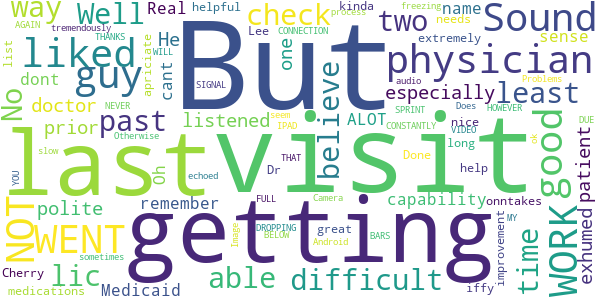 way Well Real helpful kinda process freezing
AGAIN tremendously check two name needs Sound
list THANKS WILL He Lee CONNECTION extremely sense
liked But physician
No dont guy apriciate cant SIGNAL one NEVER audio Problems
doctor especially least
past listened believe SPRINT HOWEVER DUE
prior Otherwise IPAD seem ALOT CONSTANTLY Does nice VIDEO ok
last visit good
slow YOU Oh echoed Dr THAT Done long help patient
NOT polite remember FULL Camera capability onntakes
WENT getting WORK
DROPPING BELOW BARS great MY time improvement exhumed
lic able difficult
Cherry sometimes Image Android iffy
medications Medicaid